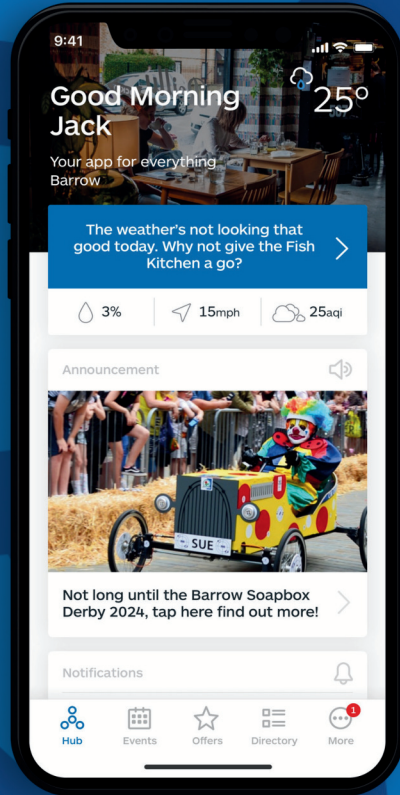 9:41
Good Morning
Jack
25°
Your app for everything
Barrow
The weather's not looking that
good today. Why not give the Fish
Kitchen a go?
3%
15mph
25aqi
Announcement
SUE
Not long until the Barrow Soapbox
Derby 2024, tap here find out more!
Notifications
Hub
Events
Offers
Directory
More
1